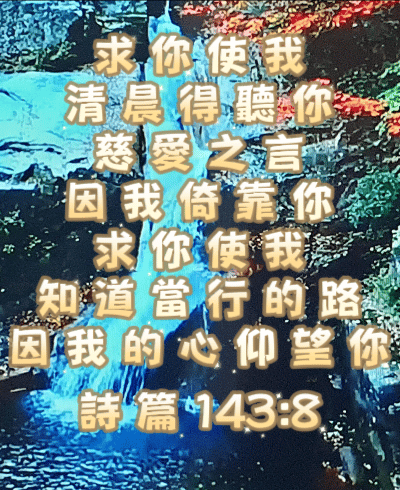 求你使我
清晨得聽你
慈愛之言
因我倚靠你
求你使我
知道當行的路
因我的心仰望你
詩篇 143:8